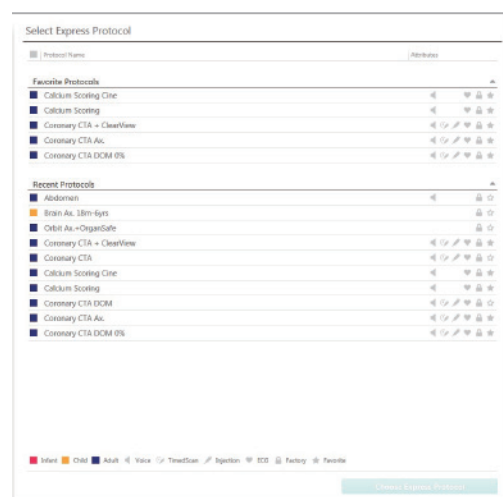 Select Express Protocol
Protocol Name Attributes
Favorite Protocols
Calcium Scoring Cine
Calcium Scoring
Coronary CTA + ClearView
Coronary CTA Ax.
Coronary CTA DOM 0%
Recent Protocols
Abdomen
Brain Ax. 18m-6yrs
Orbit Ax.+OrganSafe
Coronary CTA + ClearView
Coronary CTA
Calcium Scoring Cine
Calcium Scoring
Coronary CTA DOM
Coronary CTA Ax.
Coronary CTA DOM 0%
Infant Child Adult Voice TimedScan Injection ECG Factory Favorite
Choose Express Protocol